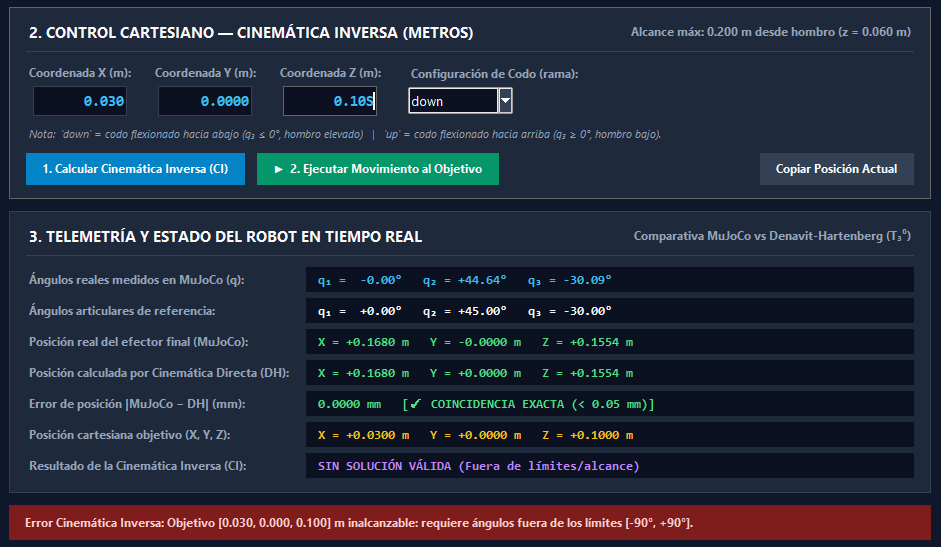 2. CONTROL CARTESIANO — CINEMÁTICA INVERSA (METROS)
Alcance máx: 0.200 m desde hombro (z = 0.060 m)
Coordenada X (m): Coordenada Y (m): Coordenada Z (m): Configuración de Codo (rama):
0.030 0.0000 0.10S down
Nota: 'down' = codo flexionado hacia abajo (q₃ ≤ 0°, hombro elevado) | 'up' = codo flexionado hacia arriba (q₃ ≥ 0°, hombro bajo).
1. Calcular Cinemática Inversa (CI) ► 2. Ejecutar Movimiento al Objetivo Copiar Posición Actual
3. TELEMETRÍA Y ESTADO DEL ROBOT EN TIEMPO REAL
Comparativa MuJoCo vs Denavit-Hartenberg (T₃⁰)
Ángulos reales medidos en MuJoCo (q): q₁ = -0.00° q₂ = +44.64° q₃ = -30.09°
Ángulos articulares de referencia: q₁ = +0.00° q₂ = +45.00° q₃ = -30.00°
Posición real del efector final (MuJoCo): X = +0.1680 m Y = -0.0000 m Z = +0.1554 m
Posición calculada por Cinemática Directa (DH): X = +0.1680 m Y = +0.0000 m Z = +0.1554 m
Error de posición |MuJoCo − DH| (mm): 0.0000 mm [✔ COINCIDENCIA EXACTA (< 0.05 mm)]
Posición cartesiana objetivo (X, Y, Z): X = +0.0300 m Y = +0.0000 m Z = +0.1000 m
Resultado de la Cinemática Inversa (CI): SIN SOLUCIÓN VÁLIDA (Fuera de límites/alcance)
Error Cinemática Inversa: Objetivo [0.030, 0.000, 0.100] m inalcanzable: requiere ángulos fuera de los límites [-90°, +90°].